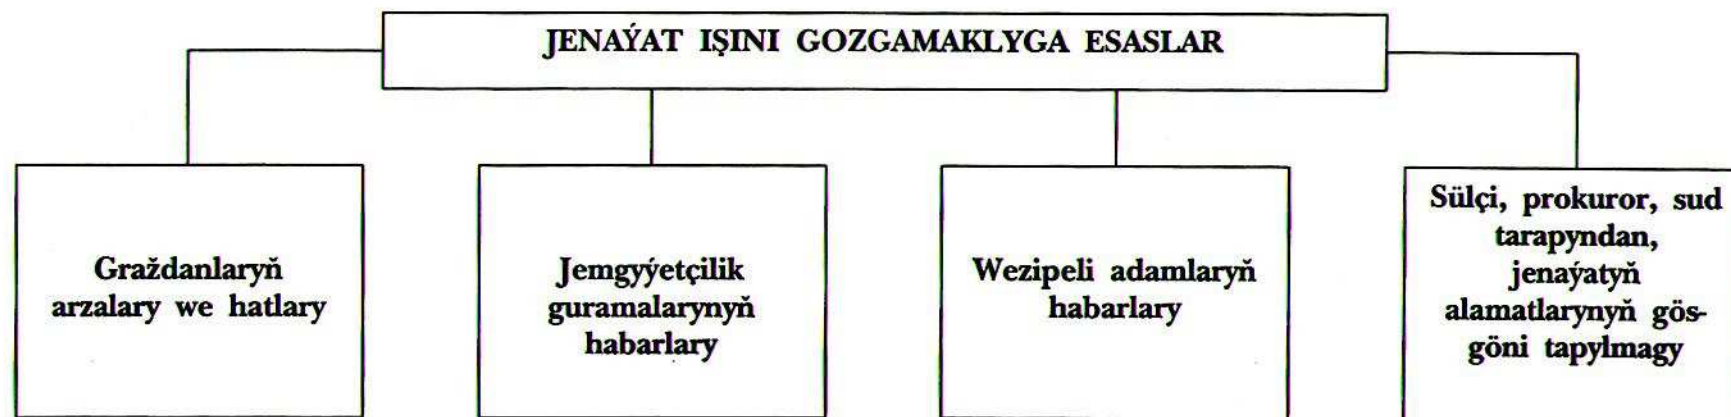 JENAÝAT IŞINI GOZGAMAKLYGA ESASLAR
Graždanlaryň
arzalary we hatlary
Jemgyýetçilik
guramalarynyň
habarlary
Wezipeli adamlaryň
habarlary
Sülçi, prokuror, sud
tarapyndan,
jenaýatyň
alamatlarynyň gös-
göni tapylmagy